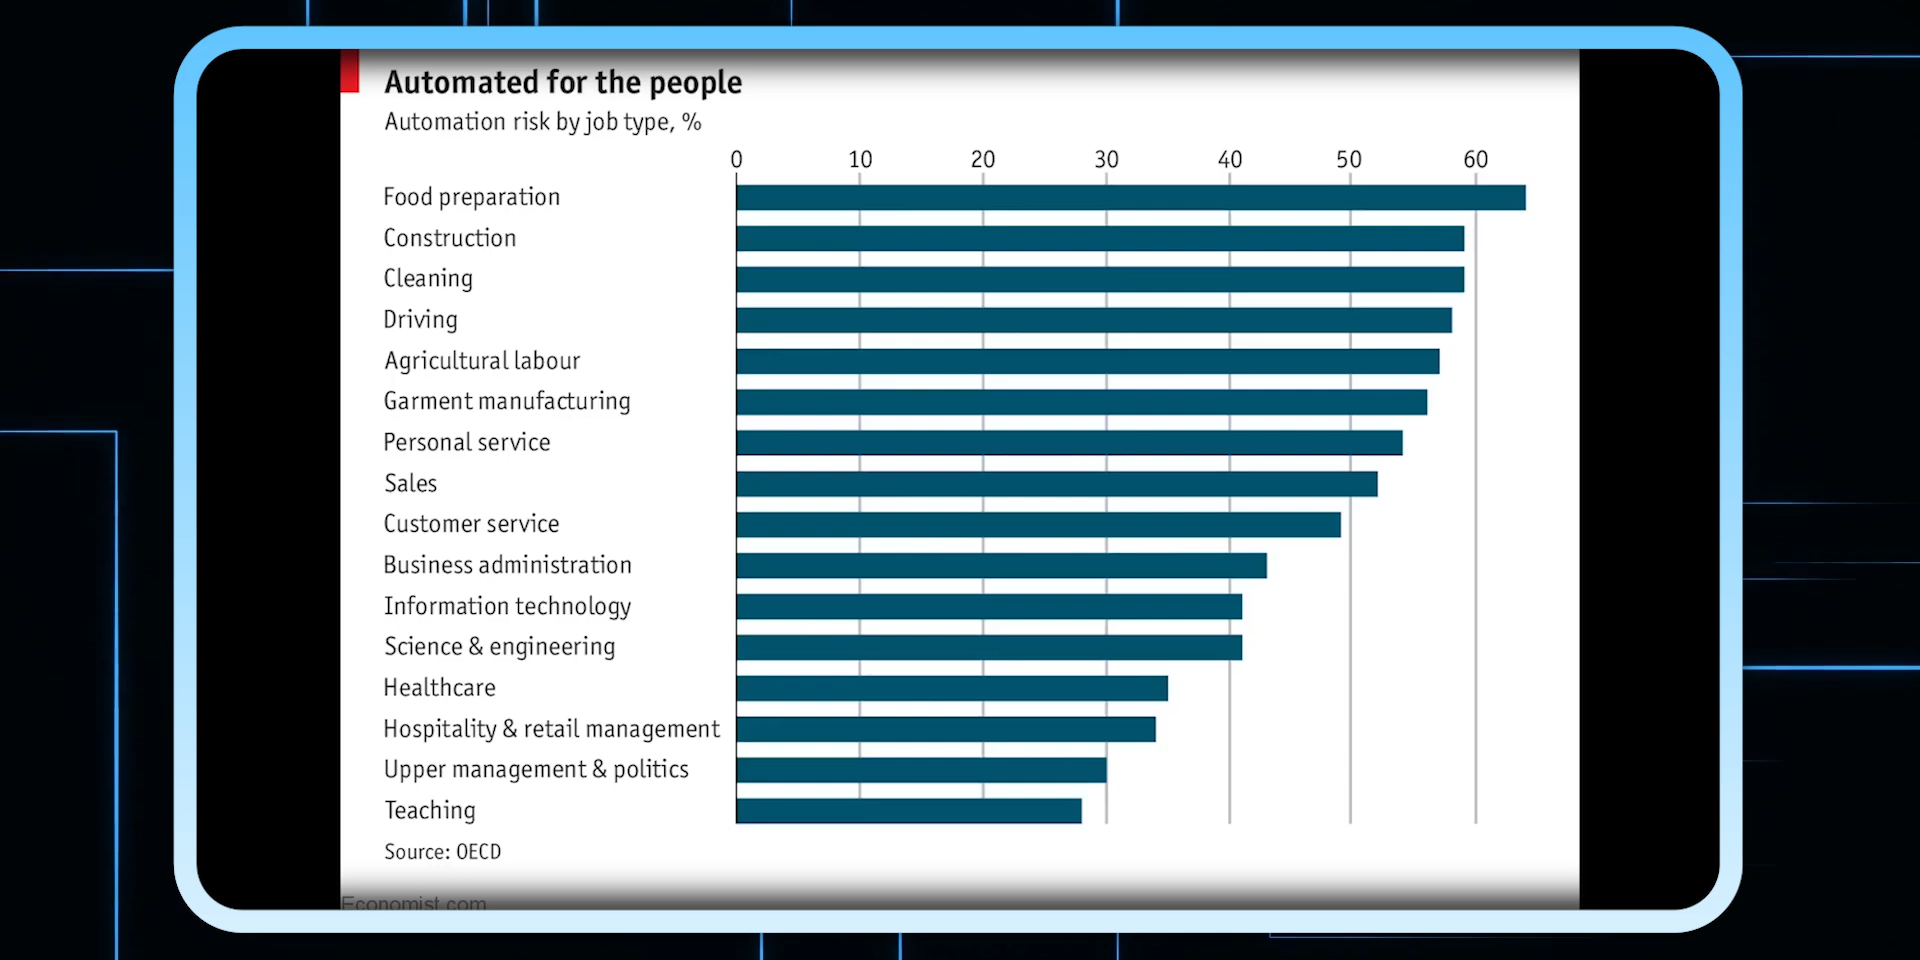 Automated for the people
Automation risk by job type, %
0 10 20 30 40 50 60
Food preparation
Construction
Cleaning
Driving
Agricultural labour
Garment manufacturing
Personal service
Sales
Customer service
Business administration
Information technology
Science & engineering
Healthcare
Hospitality & retail management
Upper management & politics
Teaching
Source: OECD
Economist.com